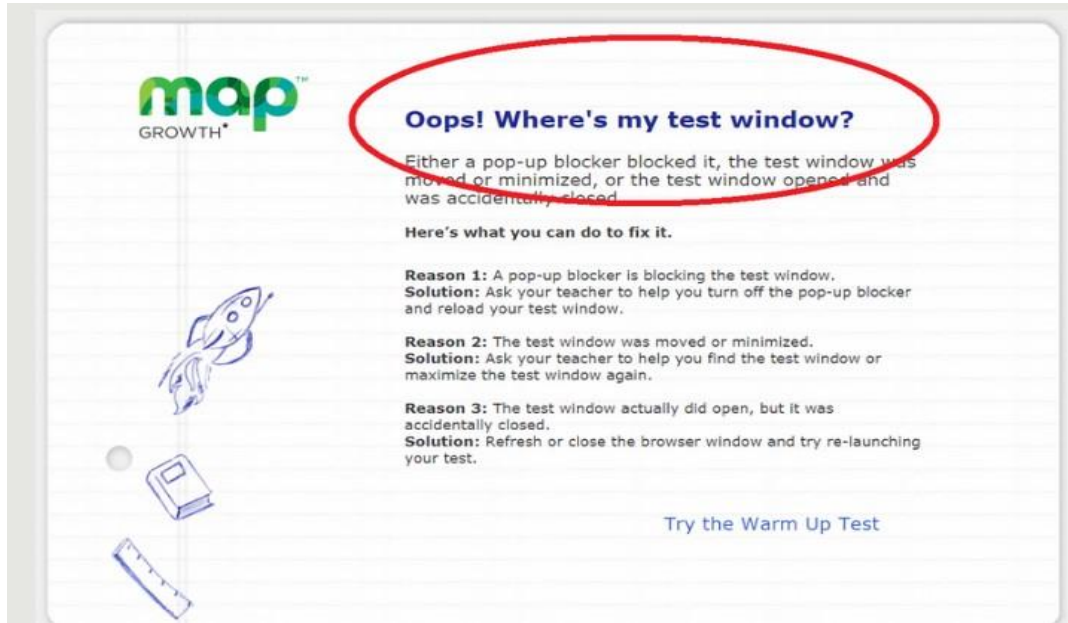 map™
GROWTH*
Oops! Where's my test window?
Either a pop-up blocker blocked it, the test window was
moved or minimized, or the test window opened and
was accidentally closed
Here's what you can do to fix it.
Reason 1: A pop-up blocker is blocking the test window.
Solution: Ask your teacher to help you turn off the pop-up blocker
and reload your test window.
Reason 2: The test window was moved or minimized.
Solution: Ask your teacher to help you find the test window or
maximize the test window again.
Reason 3: The test window actually did open, but it was
accidentally closed.
Solution: Refresh or close the browser window and try re-launching
your test.
Try the Warm Up Test